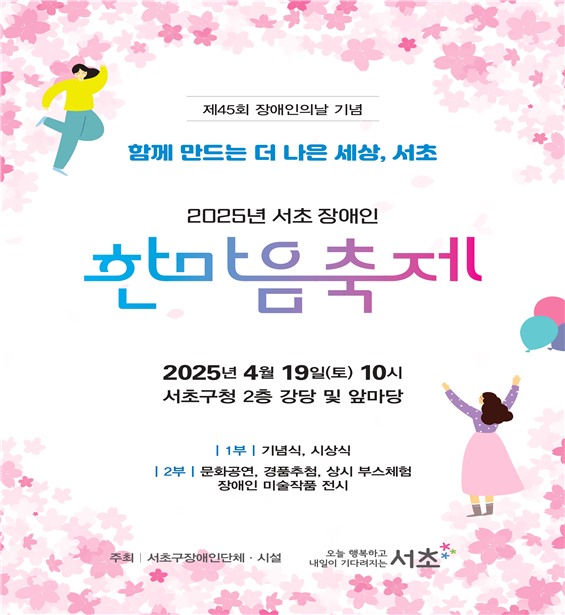 제45회 장애인의날 기념
함께 만드는 더 나은 세상, 서초
2025년 서초 장애인
한마음축제
2025년 4월 19일(토) 10시
서초구청 2층 강당 및 앞마당
| 1부 | 기념식, 시상식
| 2부 | 문화공연, 경품추첨, 상시 부스체험
장애인 미술작품 전시
주최 | 서초구장애인단체 · 시설
오늘 행복하고
내일이 기다려지는 서초